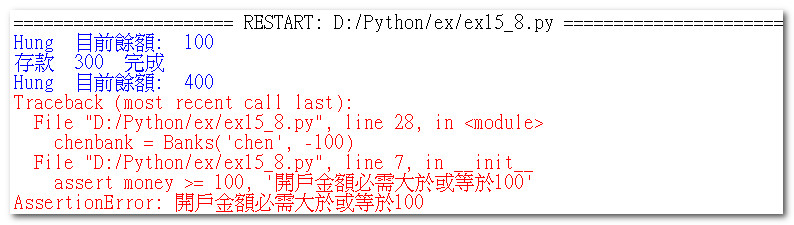 ====================== RESTART: D:/Python/ex/ex15_8.py ======================
Hung  目前餘額:  100
存款  300  完成
Hung  目前餘額:  400
Traceback (most recent call last):
  File "D:/Python/ex/ex15_8.py", line 28, in <module>
    chenbank = Banks('chen', -100)
  File "D:/Python/ex/ex15_8.py", line 7, in __init__
    assert money >= 100, '開戶金額必需大於或等於100'
AssertionError: 開戶金額必需大於或等於100